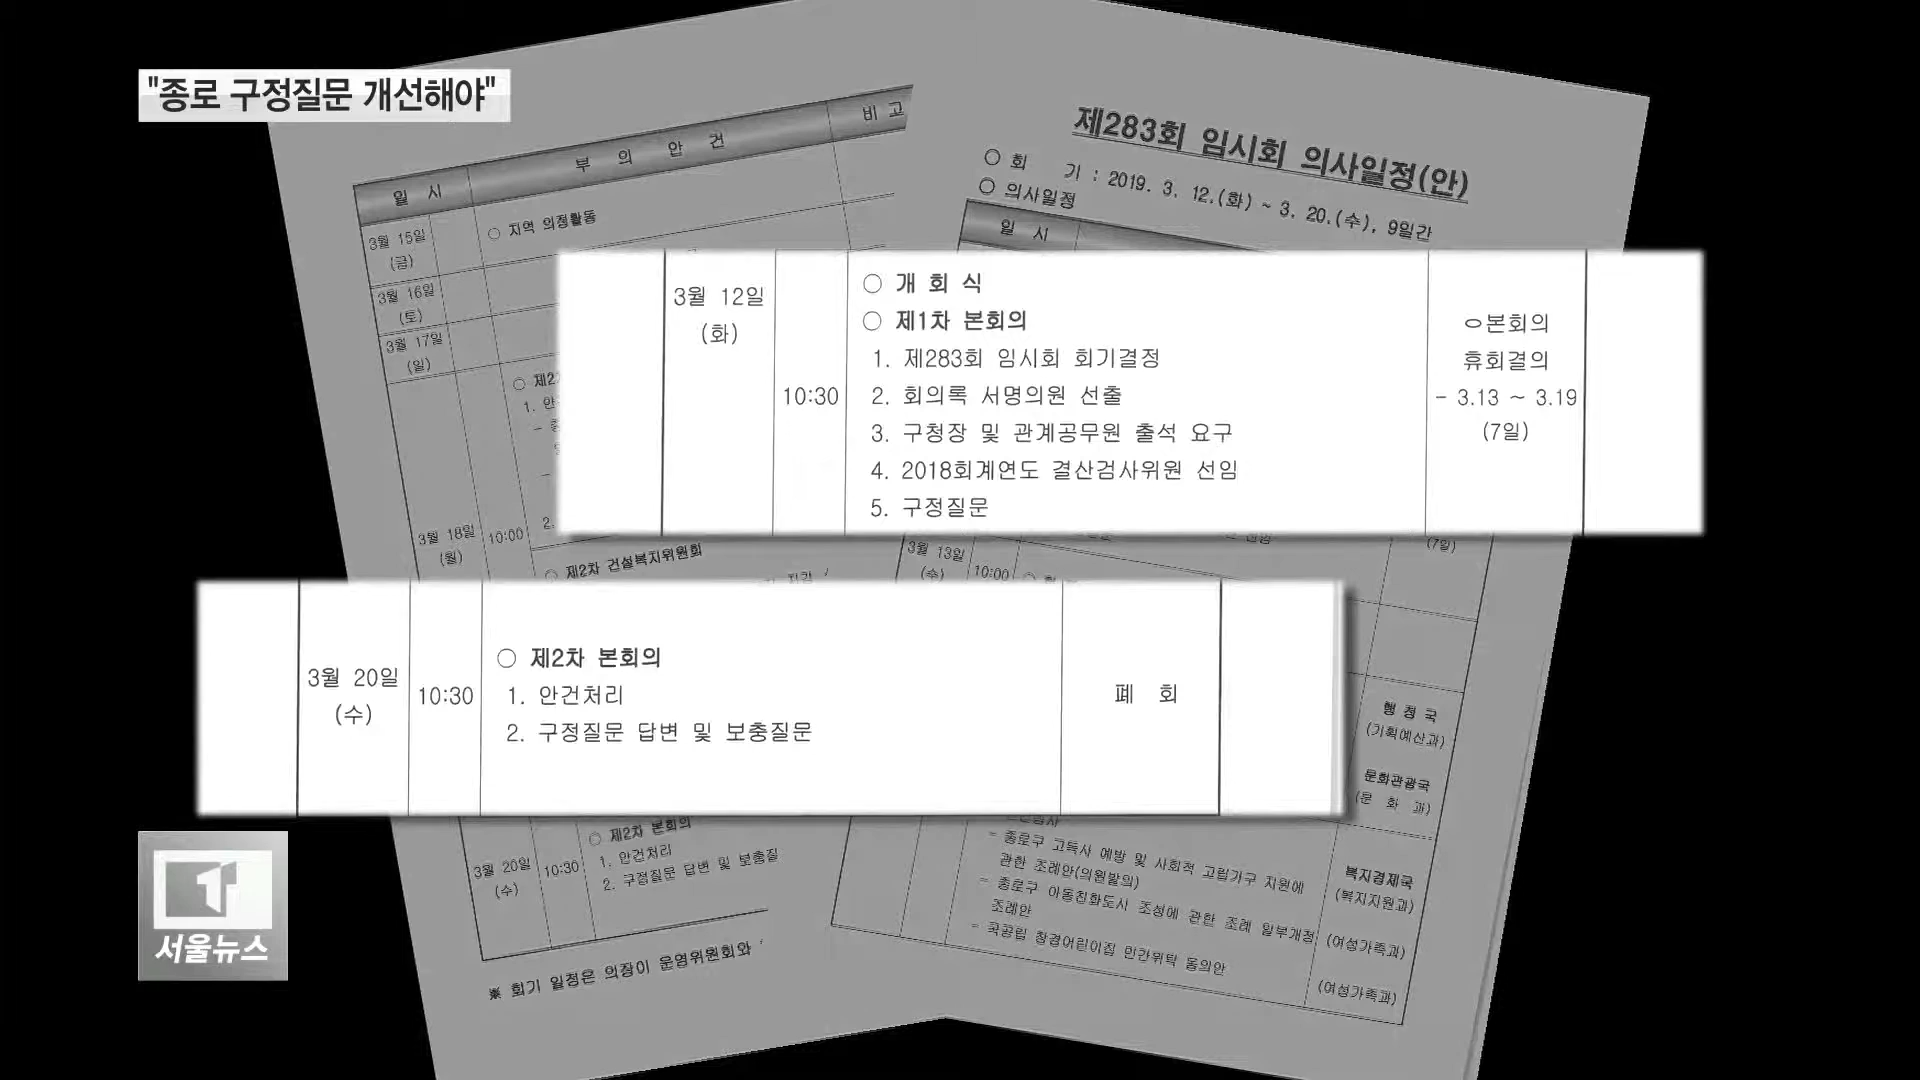 "종로 구정질문 개선해야"
일 시
부 의 안 건
비 고
3월 15일
(금)
○ 지역 의정활동
3월 16일
(토)
3월 17일
(일)
○ 제2
1. 안
3월 18일
(월)
10:00
2.
○ 제2차 건설복지위원회
3월 20일
(수)
10:30
○ 제2차 본회의
1. 안건처리
2. 구정질문 답변 및 보충질
※ 회기 일정은 의장이 운영위원회와
제283회 임시회 의사일정(안)
○ 회 기 : 2019. 3. 12.(화) ~ 3. 20.(수), 9일간
○ 의사일정
일 시
3월 12일
(화)
10:30
○ 개 회 식
○ 제1차 본회의
1. 제283회 임시회 회기결정
2. 회의록 서명의원 선출
3. 구청장 및 관계공무원 출석 요구
4. 2018회계연도 결산검사위원 선임
5. 구정질문
○본회의
휴회결의
- 3.13 ~ 3.19
(7일)
(7일)
3월 13일
(수)
10:00
3월 20일
(수)
10:30
○ 제2차 본회의
1. 안건처리
2. 구정질문 답변 및 보충질문
폐 회
행 정 국
(기획예산과)
문화관광국
(문 화 과)
- 종로구 고독사 예방 및 사회적 고립가구 지원에
관한 조례안(의원발의)
- 종로구 아동친화도시 조성에 관한 조례 일부개정
조례안
- 국공립 창경어린이집 민간위탁 동의안
복지경제국
(복지지원과)
(여성가족과)
(여성가족과)
서울뉴스